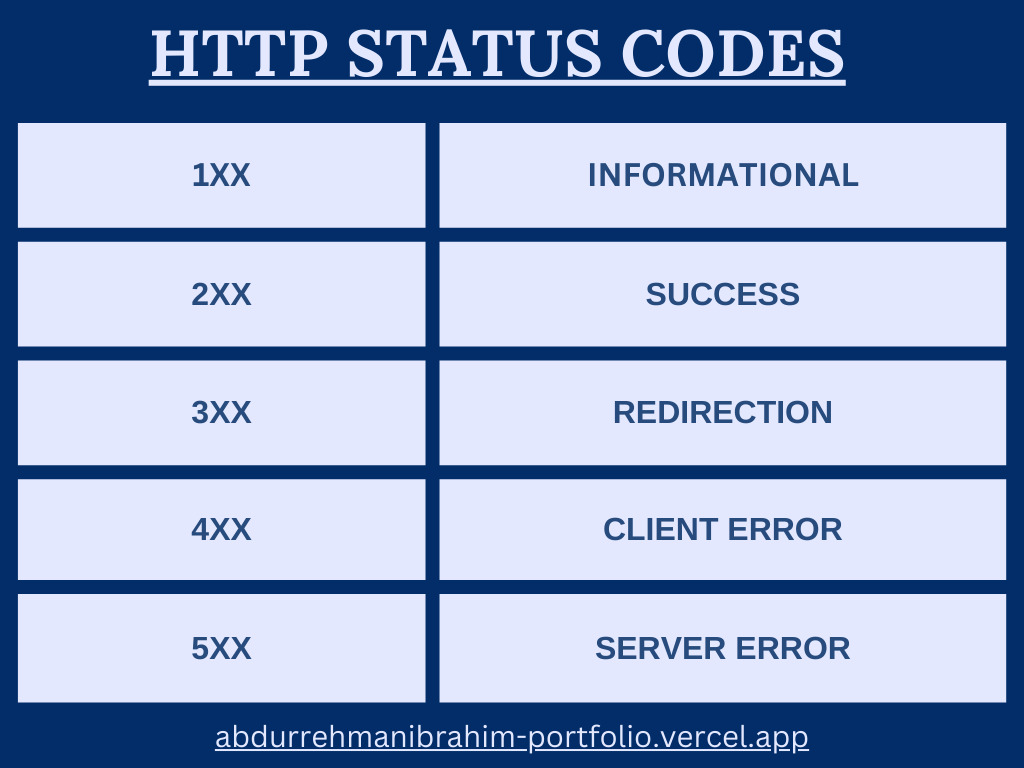 HTTP STATUS CODES
1XX INFORMATIONAL
2XX SUCCESS
3XX REDIRECTION
4XX CLIENT ERROR
5XX SERVER ERROR
abdurrehmanibrahim-portfolio.vercel.app